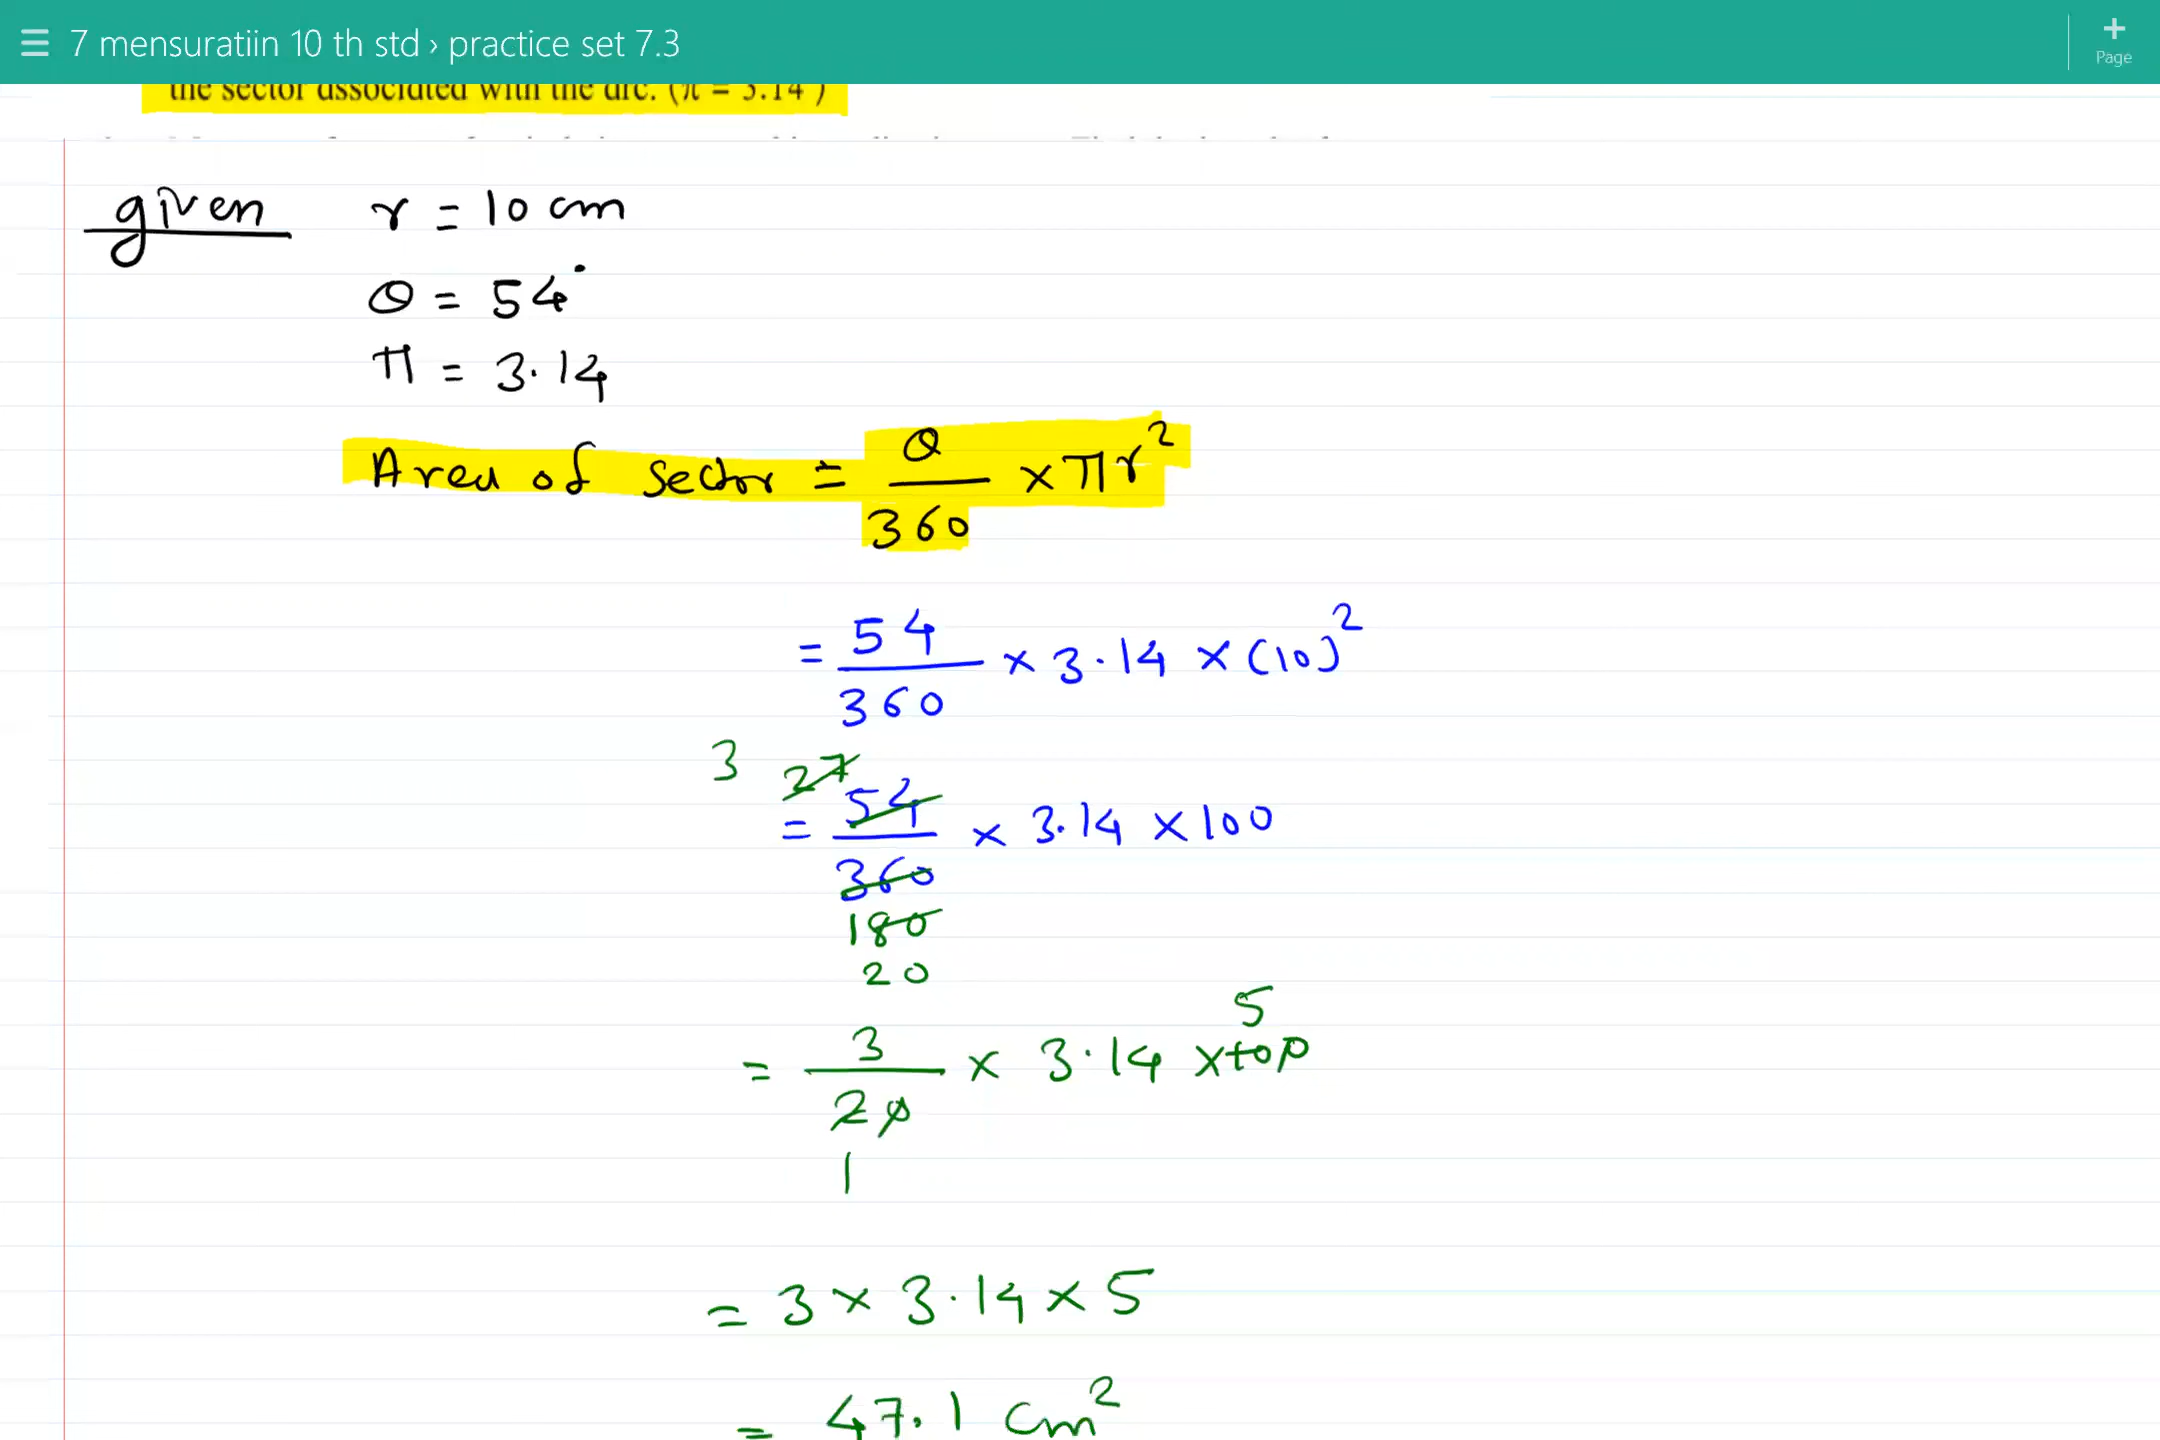 7 mensuratiin 10 th std › practice set 7.3
+ Page
the sector associated with the arc. (π = 3.14 )
given r = 10 cm
θ = 54°
π = 3.14
Area of sector = θ/360 × πr²
= 54/360 × 3.14 × (10)²
3 27
= 54/360 × 3.14 × 100
180
20
5
= 3/20 × 3.14 × 100
1
= 3 × 3.14 × 5
= 47.1 cm²